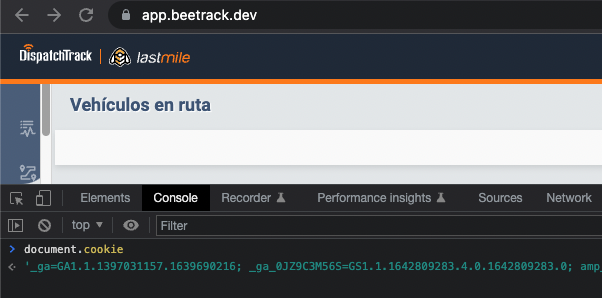 app.beetrack.dev
DispatchTrack | lastmile
Vehículos en ruta
Elements Console Recorder Performance insights Sources Network
top Filter
> document.cookie
'_ga=GA1.1.1397031157.1639690216; _ga_0JZ9C3M56S=GS1.1.1642809283.4.0.1642809283.0; amp_